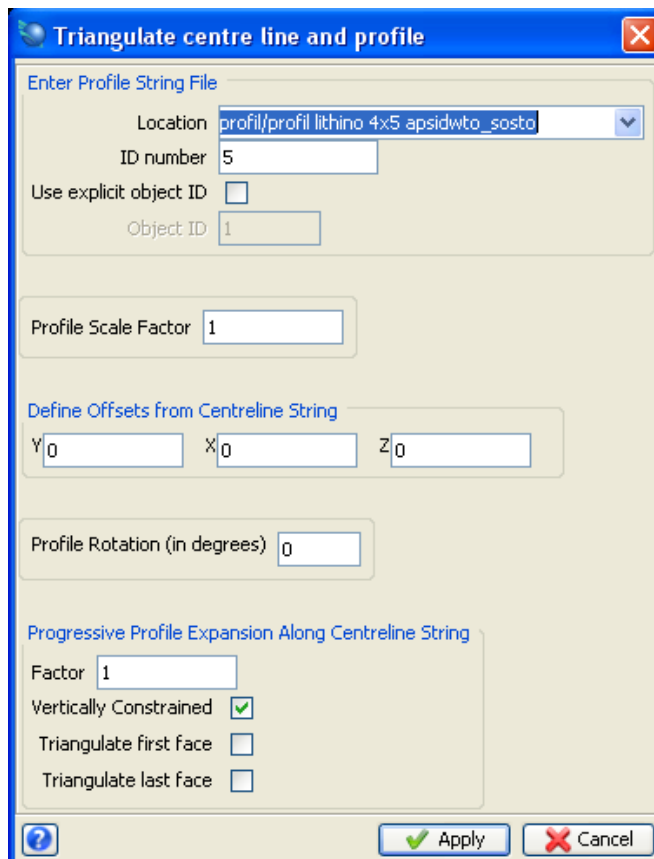 Triangulate centre line and profile
Enter Profile String File
Location profil/profil lithino 4x5 apsidwto_sosto
ID number 5
Use explicit object ID
Object ID 1
Profile Scale Factor 1
Define Offsets from Centreline String
Y 0 X 0 Z 0
Profile Rotation (in degrees) 0
Progressive Profile Expansion Along Centreline String
Factor 1
Vertically Constrained
Triangulate first face
Triangulate last face
? Apply Cancel